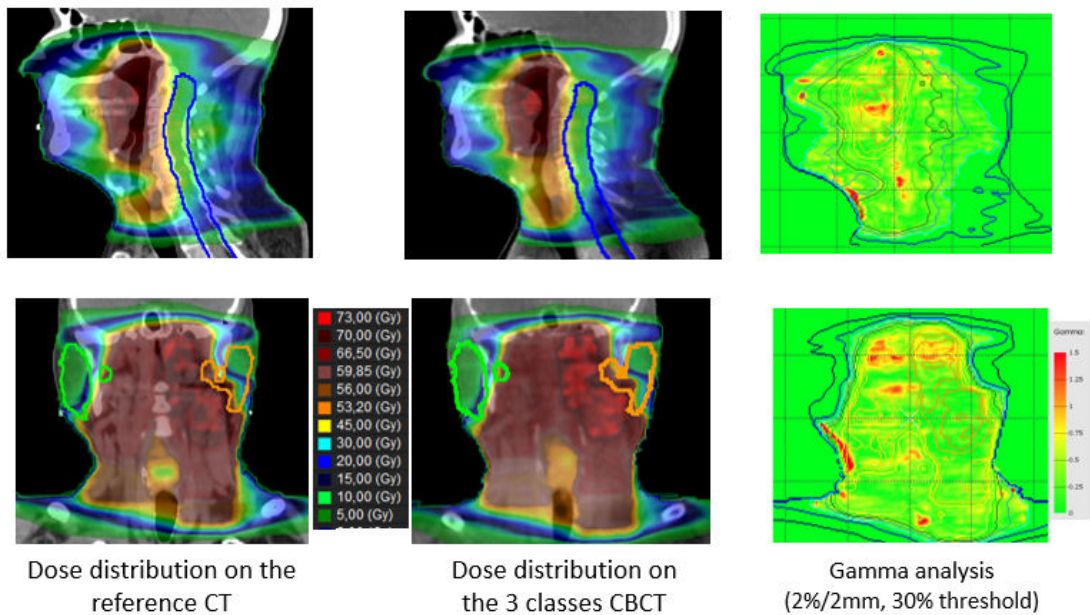 73,00 (Gy)
70,00 (Gy)
66,50 (Gy)
59,85 (Gy)
56,00 (Gy)
53,20 (Gy)
45,00 (Gy)
30,00 (Gy)
20,00 (Gy)
15,00 (Gy)
10,00 (Gy)
5,00 (Gy)
Gamma:
1.5
1.25
1
0.75
0.5
0.25
0
Dose distribution on the
reference CT
Dose distribution on
the 3 classes CBCT
Gamma analysis
(2%/2mm, 30% threshold)